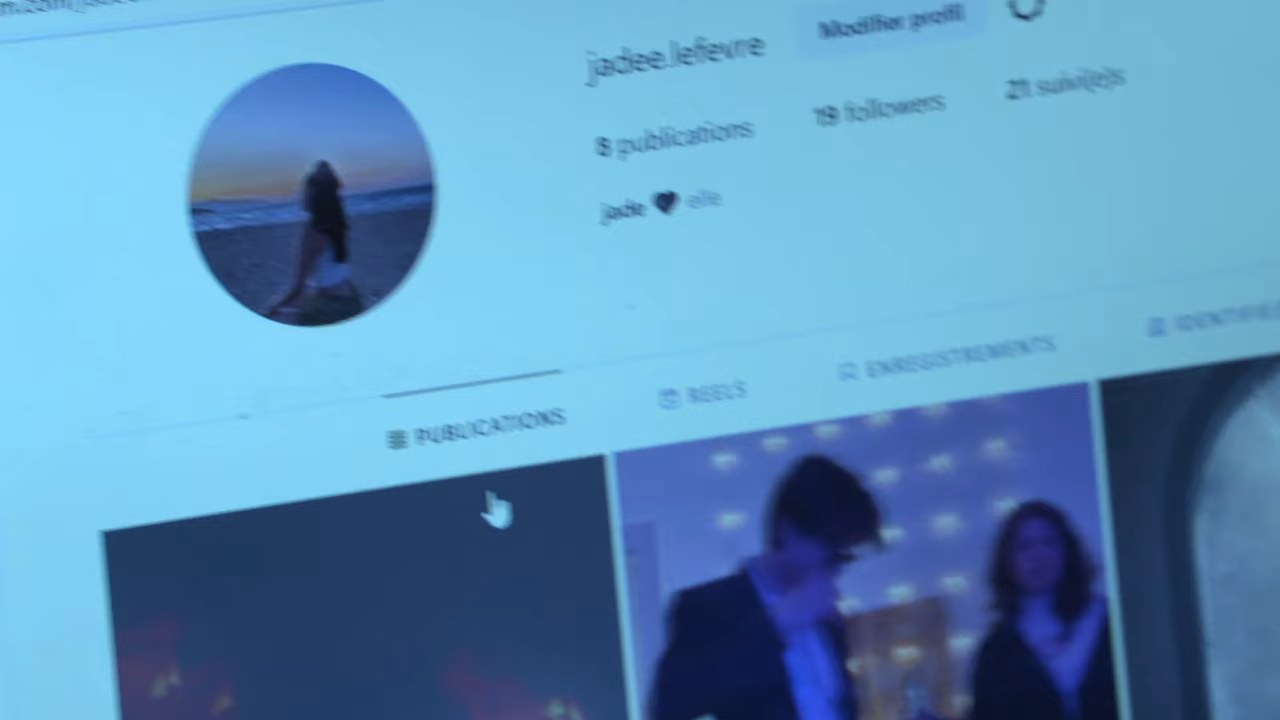 jadee.lefevre Modifier profil
8 publications 19 followers 21 suivi(e)s
jade 🖤 elle
PUBLICATIONS REELS ENREGISTREMENTS